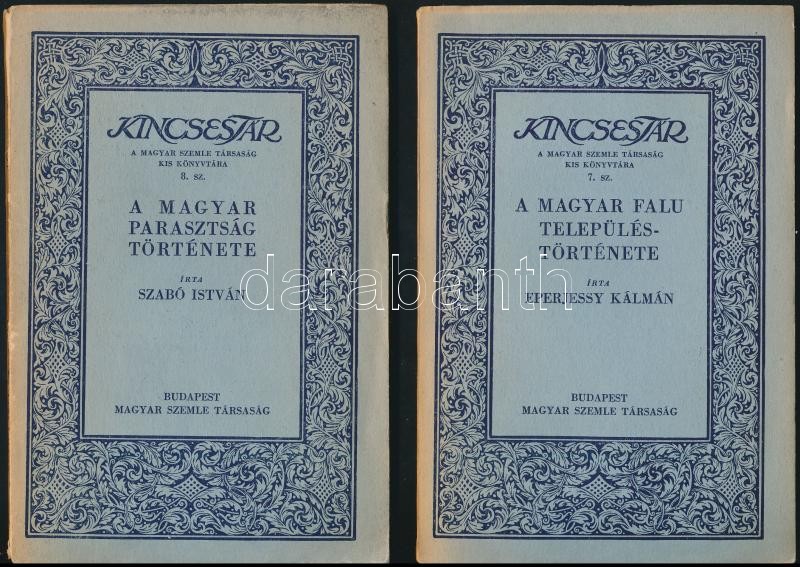 KINCSESTÁR
A MAGYAR SZEMLE TÁRSASÁG
KIS KÖNYVTÁRA
8. SZ.
A MAGYAR
PARASZTSÁG
TÖRTÉNETE
ÍRTA
SZABÓ ISTVÁN
BUDAPEST
MAGYAR SZEMLE TÁRSASÁG
KINCSESTÁR
A MAGYAR SZEMLE TÁRSASÁG
KIS KÖNYVTÁRA
7. SZ.
A MAGYAR FALU
TELEPÜLÉS-
TÖRTÉNETE
ÍRTA
EPERJESSY KÁLMÁN
BUDAPEST
MAGYAR SZEMLE TÁRSASÁG
darabanth